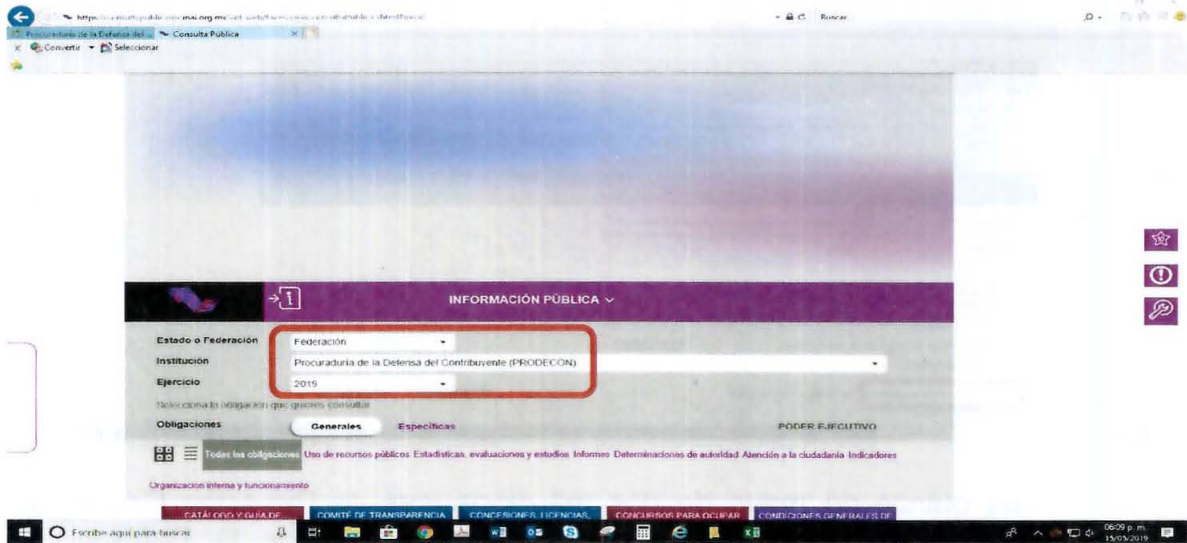 Buscar
Procuraduría de la Defensa del ... Consulta Pública
Convertir Seleccionar
INFORMACIÓN PÚBLICA
Estado o Federación Federación
Institución Procuraduría de la Defensa del Contribuyente (PRODECON)
Ejercicio 2019
Selecciona la obligación que quieres consultar
Obligaciones Generales Específicas PODER EJECUTIVO
Todas las obligaciones Uso de recursos públicos Estadísticas, evaluaciones y estudios Informes Determinaciones de autoridad Atención a la ciudadanía Indicadores
Organización interna y funcionamiento
CATÁLOGO Y GUÍA DE COMITÉ DE TRANSPARENCIA CONCESIONES, LICENCIAS, CONCURSOS PARA OCUPAR CONDICIONES GENERALES DE
Escribe aquí para buscar
06:09 p. m.
15/05/2019